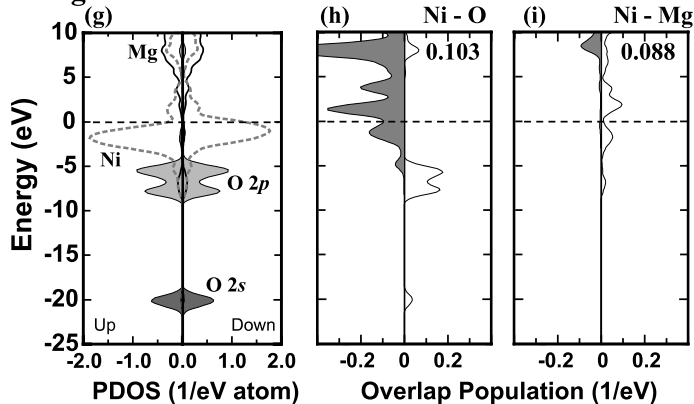 (g)
(h) Ni - O
(i) Ni - Mg
10
5
0
-5
-10
-15
-20
-25
Energy (eV)
Mg
Ni
O 2p
O 2s
Up Down
0.103
0.088
-2.0 -1.0 0.0 1.0 2.0
-0.2 0 0.2
-0.2 0 0.2
PDOS (1/eV atom)
Overlap Population (1/eV)